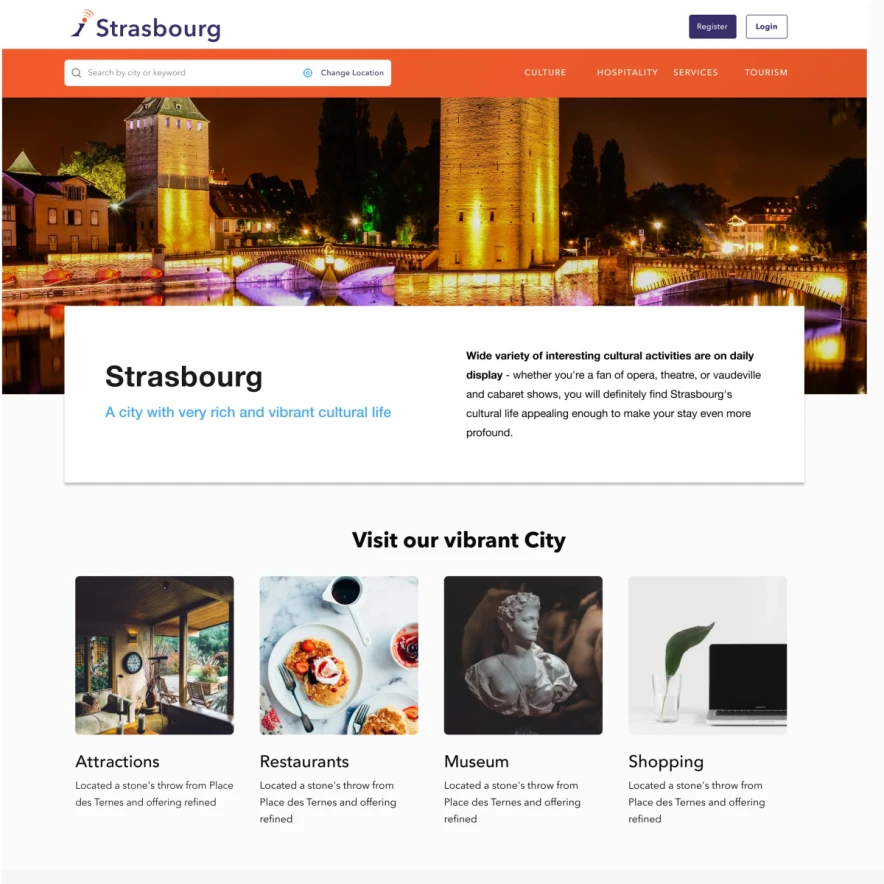 Strasbourg
Register
Login
Search by city or keyword
Change Location
CULTURE
HOSPITALITY
SERVICES
TOURISM
Strasbourg
A city with very rich and vibrant cultural life
Wide variety of interesting cultural activities are on daily
display - whether you're a fan of opera, theatre, or vaudeville
and cabaret shows, you will definitely find Strasbourg's
cultural life appealing enough to make your stay even more
profound.
Visit our vibrant City
Attractions
Located a stone's throw from Place
des Ternes and offering refined
Restaurants
Located a stone's throw from
Place des Ternes and offering
refined
Museum
Located a stone's throw from
Place des Ternes and offering
refined
Shopping
Located a stone's throw from
Place des Ternes and offering
refined